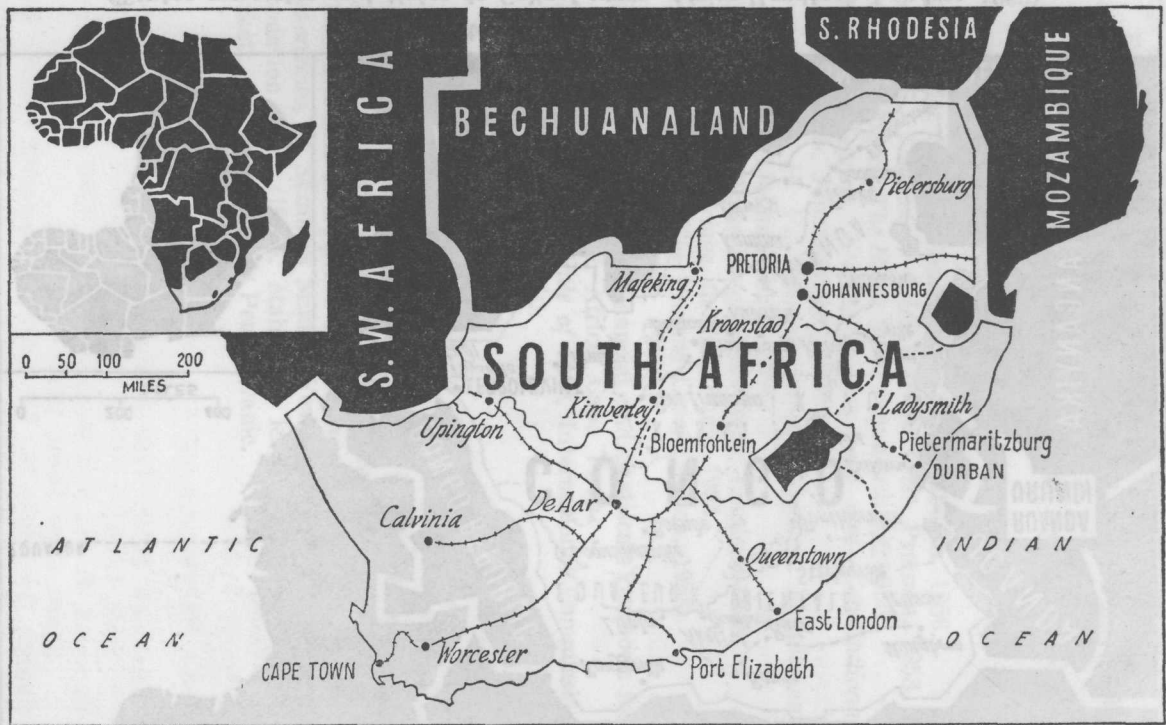 S. RHODESIA
S.W. AFRICA
BECHUANALAND
MOZAMBIQUE
Pietersburg
PRETORIA
Mafeking
JOHANNESBURG
Kroonstad
0 50 100 200
MILES
SOUTH AFRICA
Upington
Kimberley
Ladysmith
Bloemfohtein
Pietermaritzburg
DURBAN
De Aar
Calvinia
ATLANTIC
OCEAN
INDIAN
OCEAN
Queenstown
East London
Worcester
CAPE TOWN
Port Elizabeth